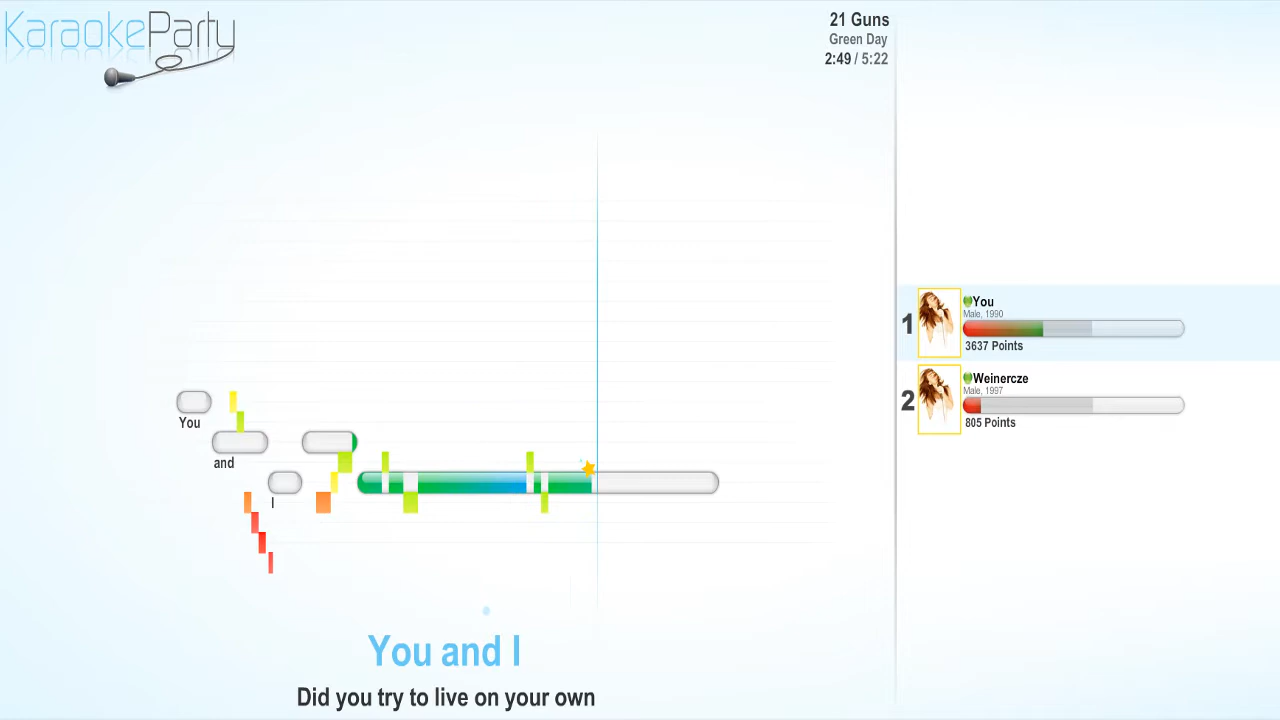 KaraokeParty
21 Guns
Green Day
2:49 / 5:22
1
You
Male, 1990
3637 Points
2
Weinercze
Male, 1997
805 Points
You
and
I
You and I
Did you try to live on your own